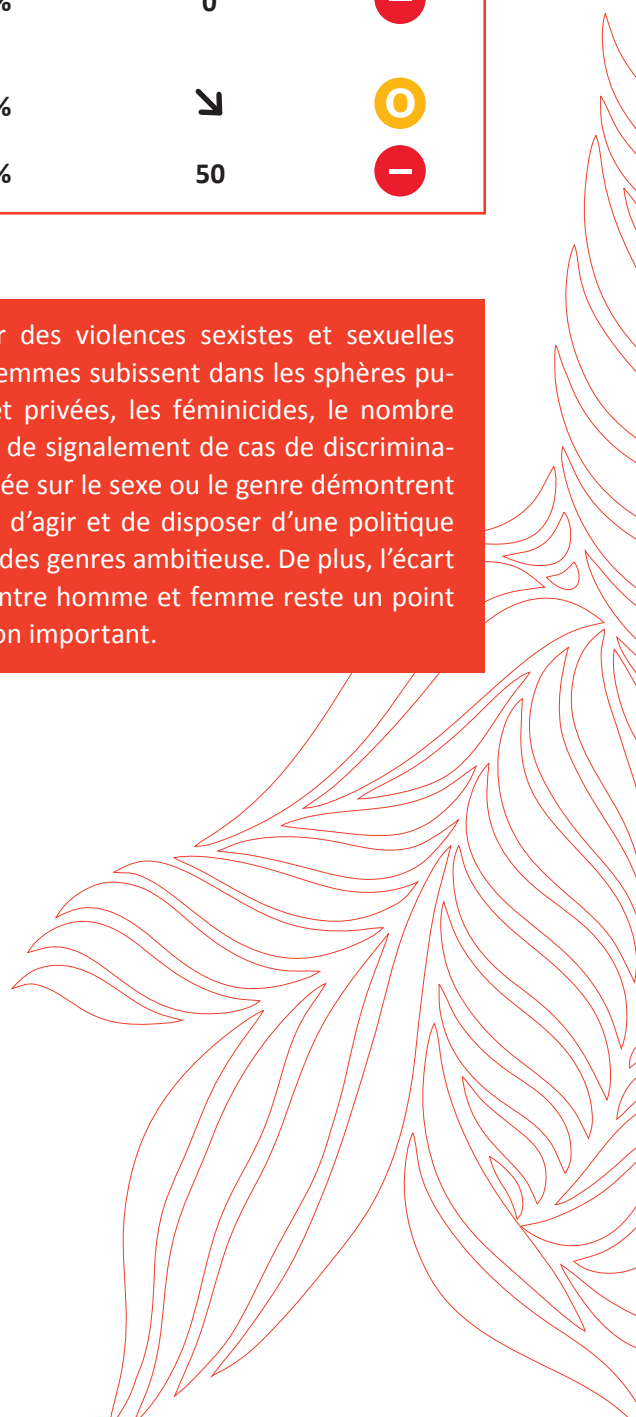 % 0 –
% ↘ O
% 50 –
r des violences sexistes et sexuelles
emmes subissent dans les sphères pu-
et privées, les féminicides, le nombre
de signalement de cas de discrimina-
ée sur le sexe ou le genre démontrent
d'agir et de disposer d'une politique
des genres ambitieuse. De plus, l'écart
entre homme et femme reste un point
on important.